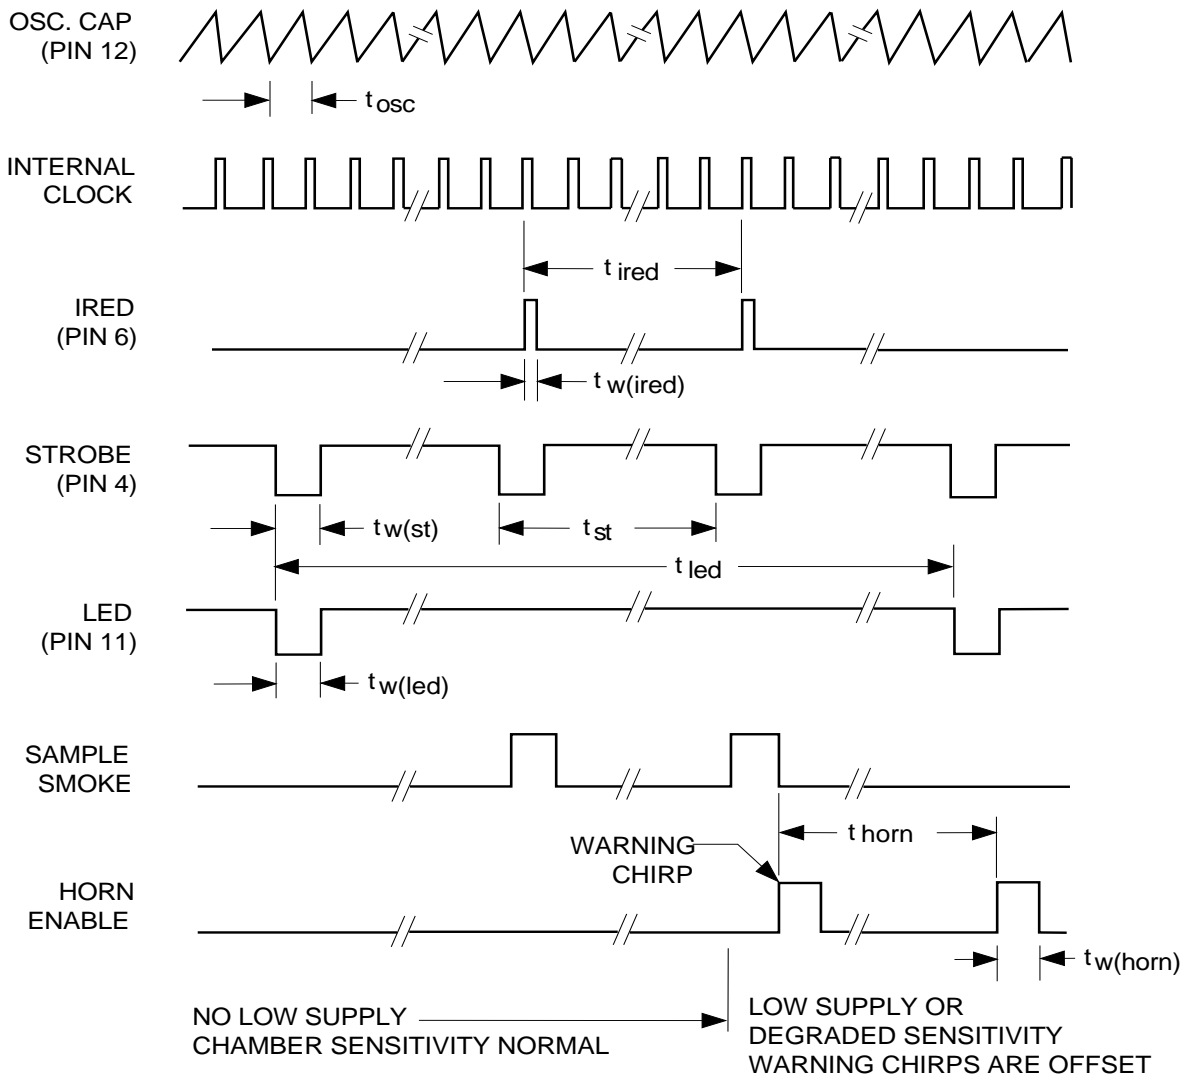 OSC. CAP
(PIN 12)
t osc
INTERNAL
CLOCK
t ired
IRED
(PIN 6)
t w(ired)
STROBE
(PIN 4)
t w(st)
t st
t led
LED
(PIN 11)
t w(led)
SAMPLE
SMOKE
t horn
WARNING
CHIRP
HORN
ENABLE
t w(horn)
NO LOW SUPPLY
CHAMBER SENSITIVITY NORMAL
LOW SUPPLY OR
DEGRADED SENSITIVITY
WARNING CHIRPS ARE OFFSET